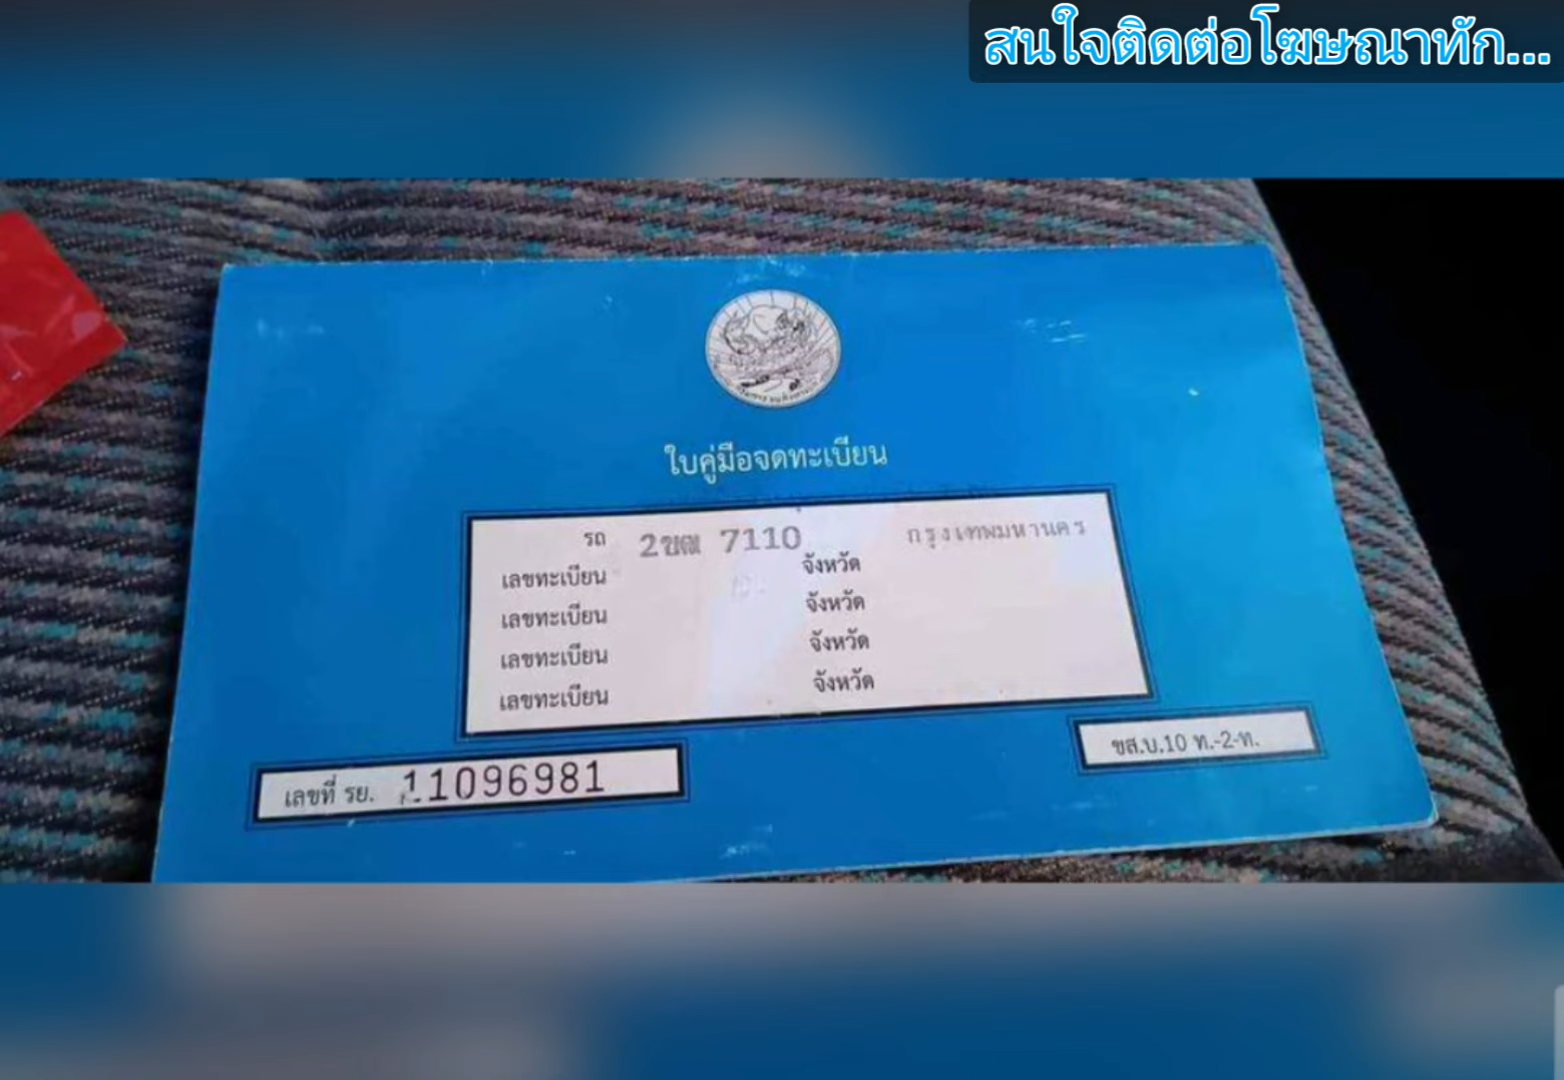 สนใจติดต่อโฆษณาทัก...
ใบคู่มือจดทะเบียน
รถ 2ขฒ 7110 กรุงเทพมหานคร
เลขทะเบียน จังหวัด
เลขทะเบียน จังหวัด
เลขทะเบียน จังหวัด
เลขทะเบียน จังหวัด
ขส.บ.10 ท.-2-ท.
เลขที่ รย. 11096981